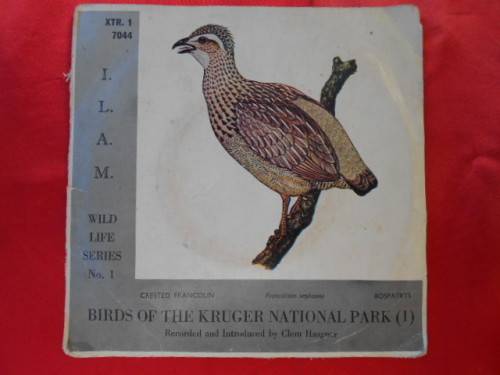 XTR. 1
7044
I.
L.
A.
M.
WILD
LIFE
SERIES
No. 1
CRESTED FRANCOLIN Francolinus sephaena BOSPATRYS
BIRDS OF THE KRUGER NATIONAL PARK (1)
Recorded and Introduced by Clem Haagner